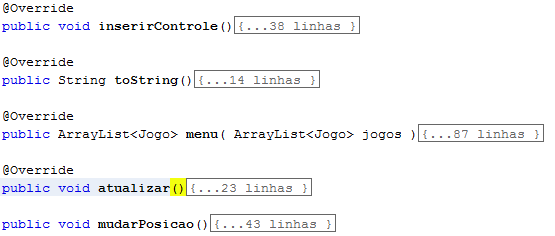 @Override
public void inserirControle() {...38 linhas }
@Override
public String toString() {...14 linhas }
@Override
public ArrayList<Jogo> menu( ArrayList<Jogo> jogos ) {...87 linhas }
@Override
public void atualizar() {...23 linhas }
public void mudarPosicao() {...43 linhas }